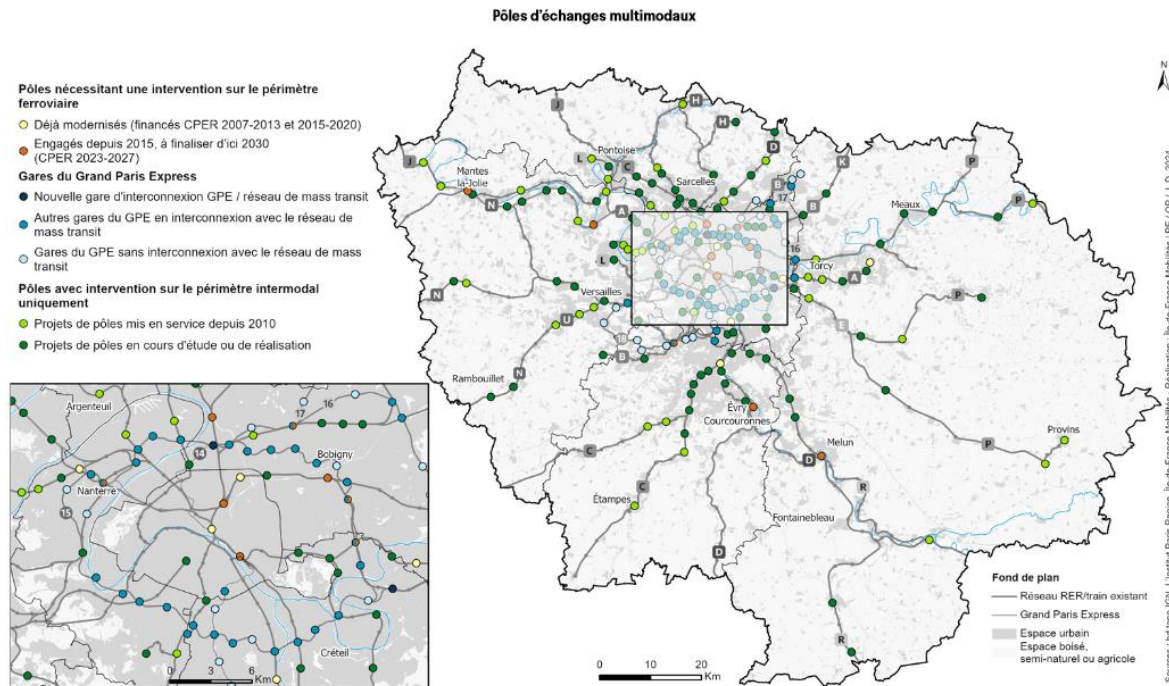 Pôles d'échanges multimodaux
Pôles nécessitant une intervention sur le périmètre
ferroviaire
Déjà modernisés (financés CPER 2007-2013 et 2015-2020)
Engagés depuis 2015, à finaliser d'ici 2030
(CPER 2023-2027)
Gares du Grand Paris Express
Nouvelle gare d'interconnexion GPE / réseau de mass transit
Autres gares du GPE en interconnexion avec le réseau de
mass transit
Gares du GPE sans interconnexion avec le réseau de mass
transit
Pôles avec intervention sur le périmètre intermodal
uniquement
Projets de pôles mis en service depuis 2010
Projets de pôles en cours d'étude ou de réalisation
N
J
H
H
D
K
P
L
Pontoise
C
Sarcelles
B
17
B
J
Mantes
la-Jolie
N
A
Meaux
P
16
Torcy
A
L
Versailles
N
U
18
B
E
P
Rambouillet
N
Évry
Courcouronnes
C
Melun
D
R
P
Provins
Étampes
C
Fontainebleau
D
R
Argenteuil
17
16
14
Bobigny
Nanterre
15
Créteil
0 3 6
Km
0 10 20
Km
Fond de plan
Réseau RER/train existant
Grand Paris Express
Espace urbain
Espace boisé,
semi-naturel ou agricole